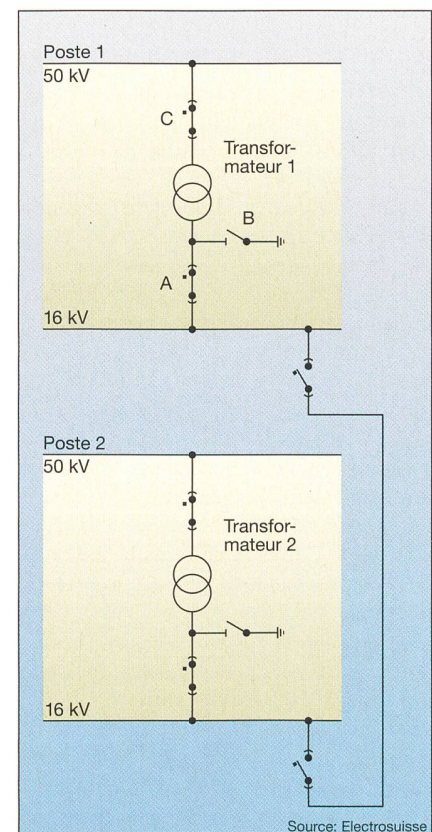 Poste 1
50 kV
C
Transfor-
mateur 1
B
A
16 kV
Poste 2
50 kV
Transfor-
mateur 2
16 kV
Source: Electrosuisse